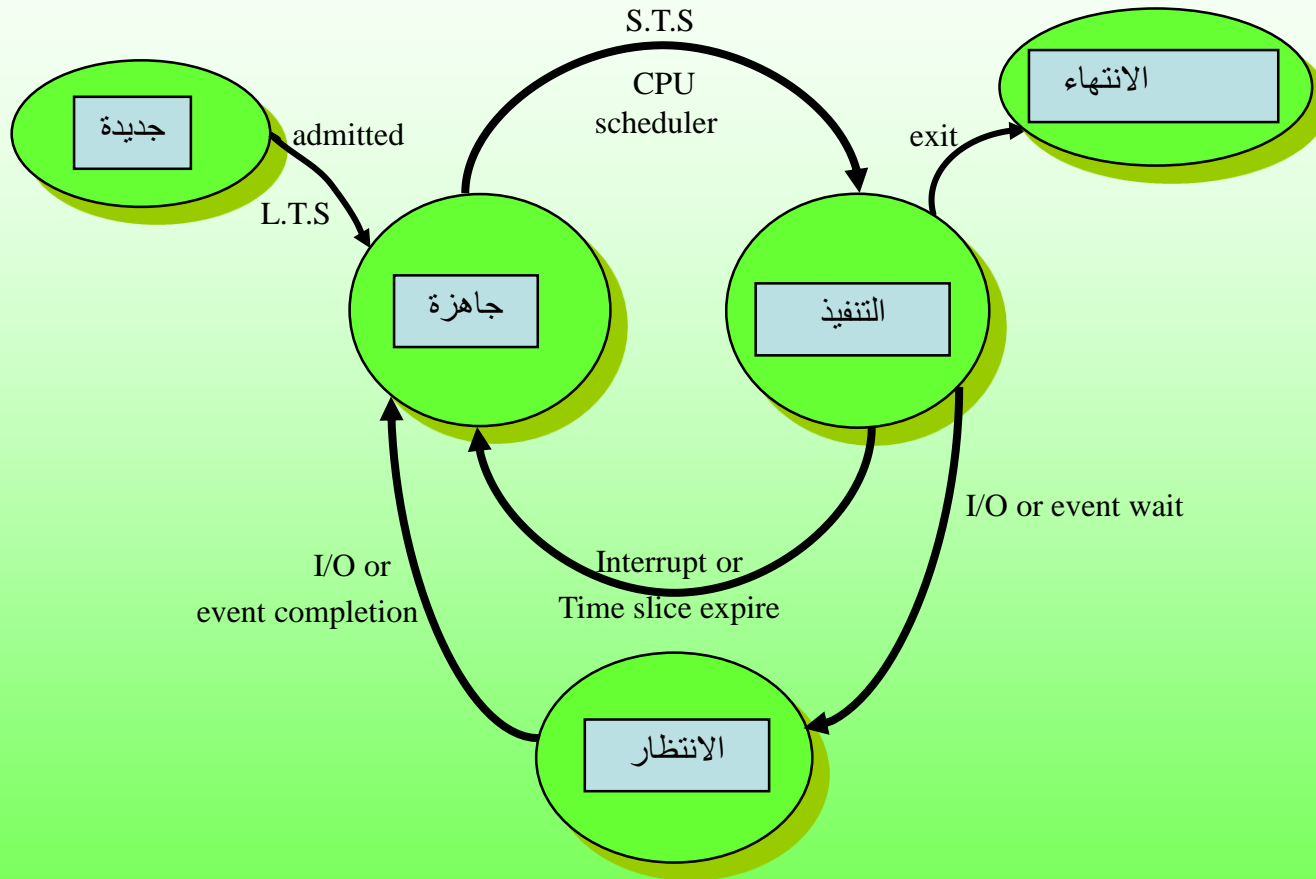 S.T.S
CPU
scheduler
جديدة
admitted
L.T.S
الانتهاء
exit
جاهزة
التنفيذ
I/O or event wait
Interrupt or
Time slice expire
I/O or
event completion
الانتظار